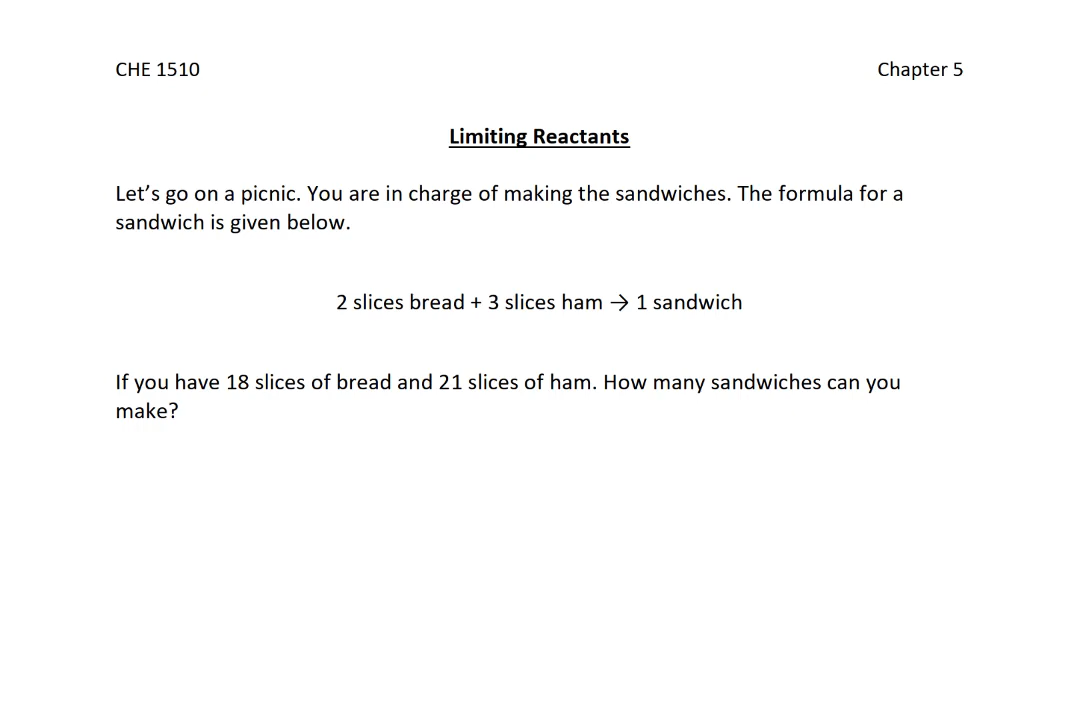 CHE 1510
Chapter 5
Limiting Reactants
Let’s go on a picnic. You are in charge of making the sandwiches. The formula for a
sandwich is given below.
2 slices bread + 3 slices ham → 1 sandwich
If you have 18 slices of bread and 21 slices of ham. How many sandwiches can you
make?